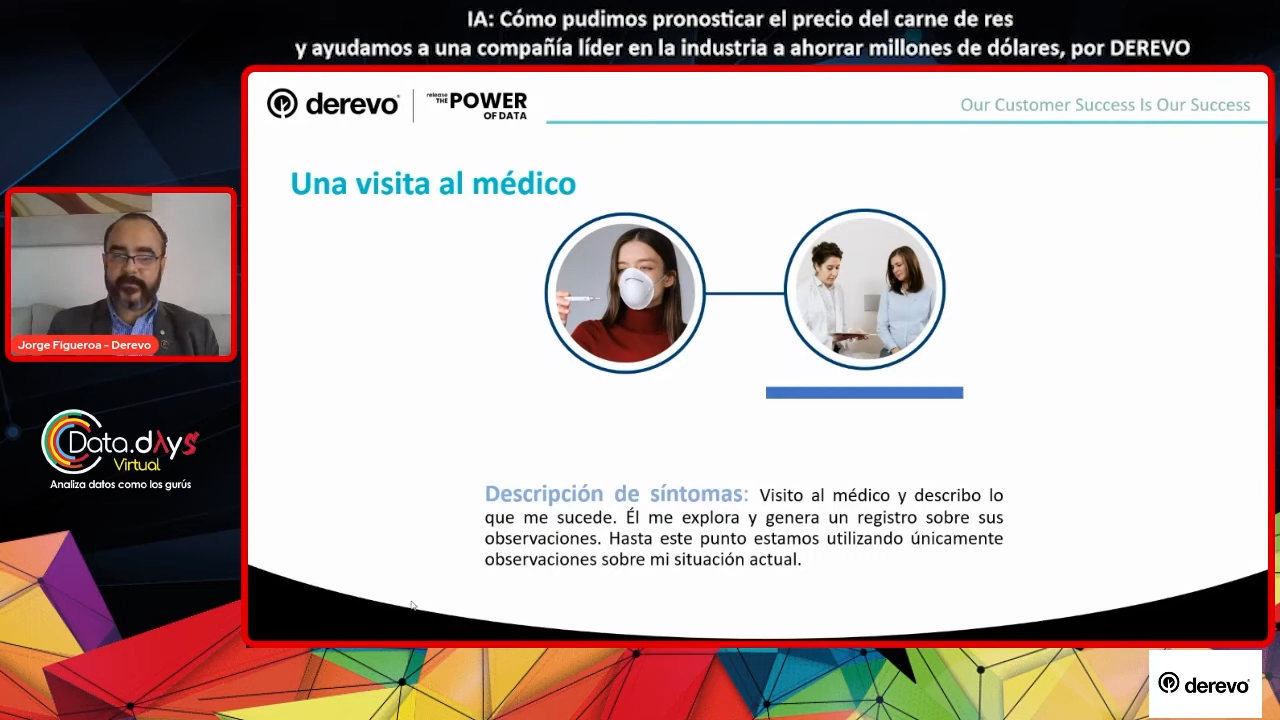 IA: Cómo pudimos pronosticar el precio del carne de res
y ayudamos a una compañía líder en la industria a ahorrar millones de dólares, por DEREVO
derevo
release
THE POWER
OF DATA
Our Customer Success Is Our Success
Una visita al médico
Jorge Figueroa - Derevo
Data.dλys
Virtual
Analiza datos como los gurús
Descripción de síntomas: Visito al médico y describo lo
que me sucede. Él me explora y genera un registro sobre sus
observaciones. Hasta este punto estamos utilizando únicamente
observaciones sobre mi situación actual.
derevo